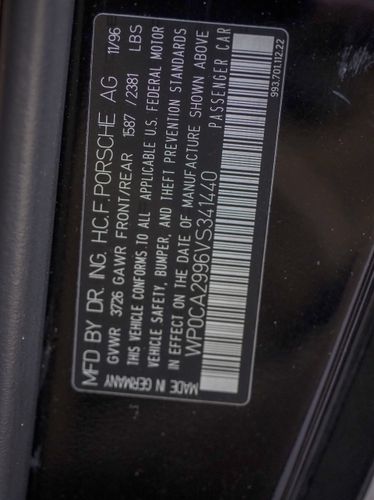 MFD BY DR. ING. H.C.F. PORSCHE AG 11/96
GVWR 3726 GAWR FRONT/REAR 1587 / 2381 LBS
THIS VEHICLE CONFORMS TO ALL APPLICABLE U.S. FEDERAL MOTOR
VEHICLE SAFETY, BUMPER, AND THEFT PREVENTION STANDARDS
IN EFFECT ON THE DATE OF MANUFACTURE SHOWN ABOVE
WP0CA2996VS341440 PASSENGER CAR
MADE IN GERMANY
993.701.112.22